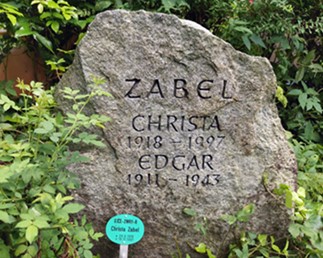 ZABEL
CHRISTA
1918 – 1997
EDGAR
1911 – 1943
Christa Zabel